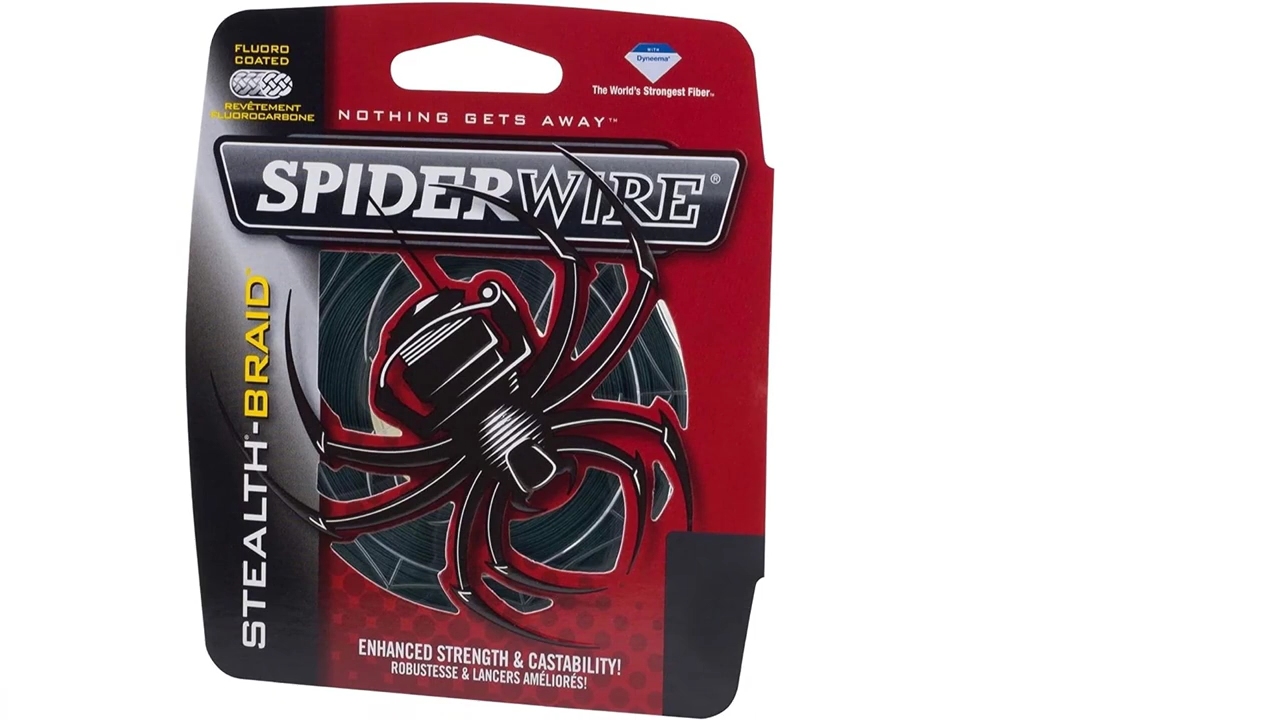 FLUORO
COATED
REVÊTEMENT
FLUOROCARBONE
WITH
Dyneema®
The World's Strongest Fiber™
NOTHING GETS AWAY™
SPIDERWIRE®
STEALTH®-BRAID™
ENHANCED STRENGTH & CASTABILITY!
ROBUSTESSE & LANCERS AMÉLIORÉS!